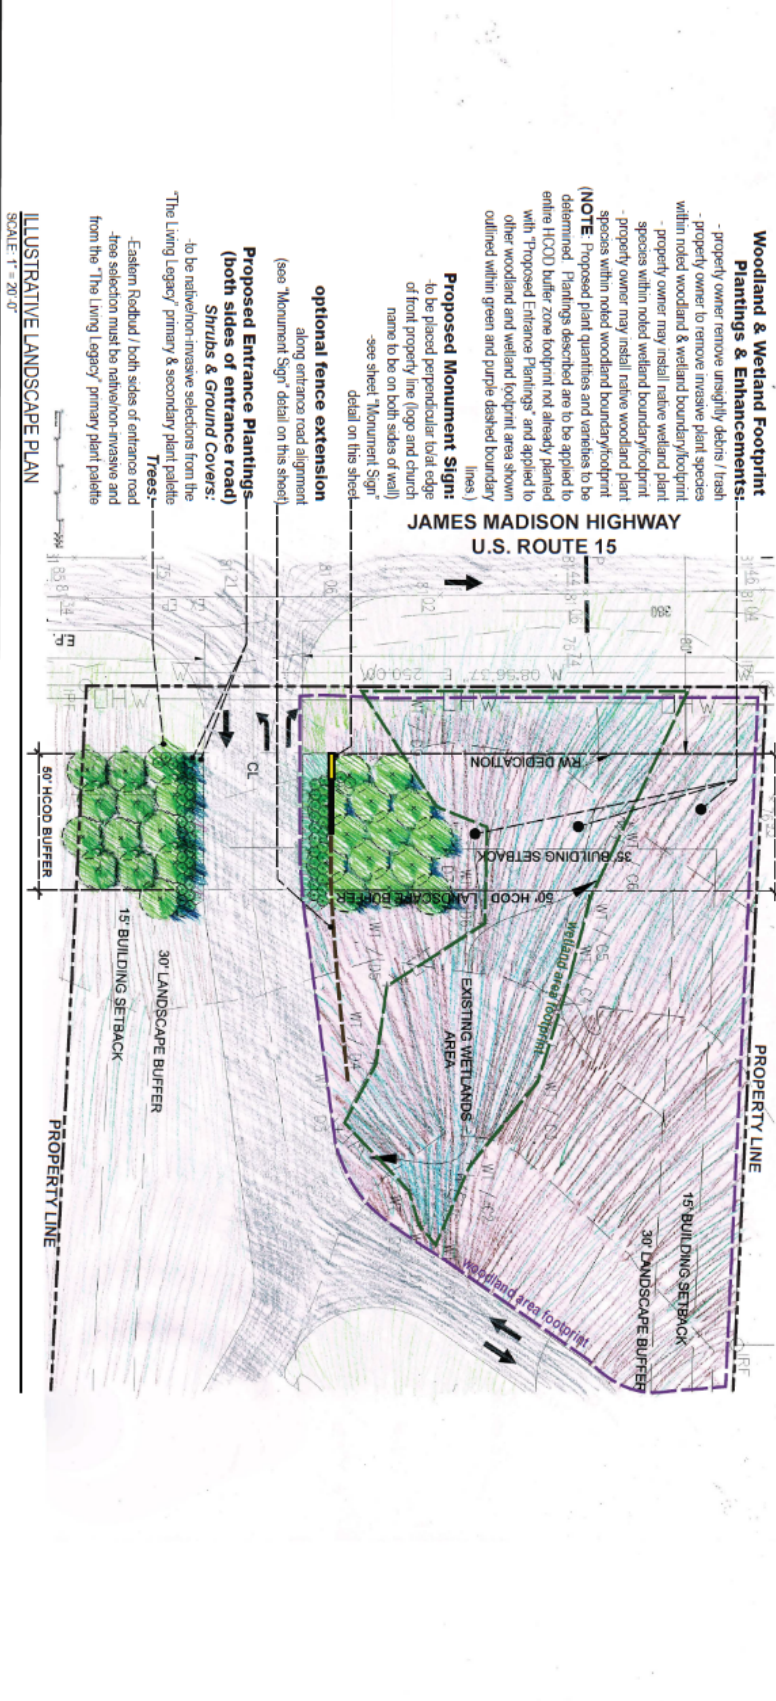 Woodland & Wetland Footprint
Plantings & Enhancements:
- property owner remove unsightly debris / trash
- property owner to remove invasive plant species
within noted woodland & wetland boundary/footprint
- property owner may install native wetland plant
species within noted wetland boundary/footprint
- property owner may install native woodland plant
species within noted woodland boundary/footprint
(NOTE: Proposed plant quantities and varieties to be
determined. Plantings described are to be applied to
entire HCOD buffer zone footprint not already planted
with "Proposed Entrance Plantings" and applied to
other woodland and wetland footprint area shown
outlined within green and purple dashed boundary
lines.)
Proposed Monument Sign:
-to be placed perpendicular to/at edge
of front property line (logo and church
name to be on both sides of wall)
-see sheet "Monument Sign"
detail on this sheet
optional fence extension
along entrance road alignment
(see "Monument Sign" detail on this sheet)
Proposed Entrance Plantings
(both sides of entrance road)
Shrubs & Ground Covers:
-to be native/non-invasive selections from the
"The Living Legacy" primary & secondary plant palette
Trees:
-Eastern Redbud / both sides of entrance road
-tree selection must be native/non-invasive and
from the "The Living Legacy" primary plant palette
ILLUSTRATIVE LANDSCAPE PLAN
SCALE: 1" = 20'-0"
JAMES MADISON HIGHWAY
U.S. ROUTE 15
N 08°56'37" E 250.00'
RW DEDICATION
35' BUILDING SETBACK
50' HCOD LANDSCAPE BUFFER
50' HCOD BUFFER
CL
wetland area footprint
EXISTING WETLANDS
AREA
woodland area footprint
PROPERTY LINE
15' BUILDING SETBACK
30' LANDSCAPE BUFFER
30' LANDSCAPE BUFFER
15' BUILDING SETBACK
PROPERTY LINE
IRF